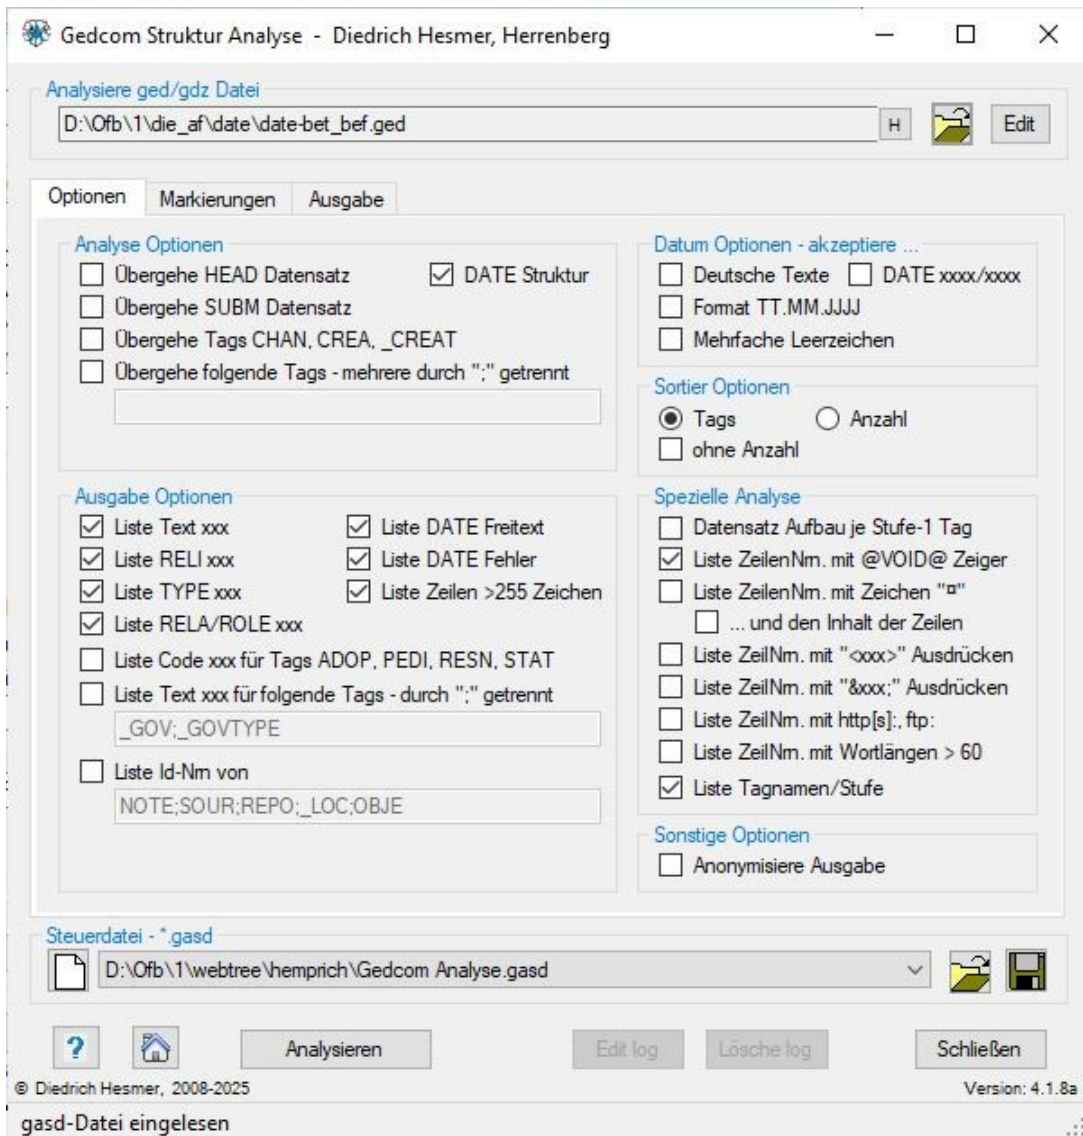 Gedcom Struktur Analyse - Diedrich Hesmer, Herrenberg
Analysiere ged/gdz Datei
D:\Ofb\1\die_af\date\date-bet_bef.ged H Edit
Optionen Markierungen Ausgabe
Analyse Optionen
Übergehe HEAD Datensatz DATE Struktur
Übergehe SUBM Datensatz
Übergehe Tags CHAN, CREA, _CREAT
Übergehe folgende Tags - mehrere durch ";" getrennt
Datum Optionen - akzeptiere ...
Deutsche Texte DATE xxxx/xxxx
Format TT.MM.JJJJ
Mehrfache Leerzeichen
Sortier Optionen
Tags Anzahl
ohne Anzahl
Ausgabe Optionen
Liste Text xxx Liste DATE Freitext
Liste RELI xxx Liste DATE Fehler
Liste TYPE xxx Liste Zeilen >255 Zeichen
Liste RELA/ROLE xxx
Liste Code xxx für Tags ADOP, PEDI, RESN, STAT
Liste Text xxx für folgende Tags - durch ";" getrennt
_GOV;_GOVTYPE
Liste Id-Nrn von
NOTE;SOUR;REPO;_LOC;OBJE
Spezielle Analyse
Datensatz Aufbau je Stufe-1 Tag
Liste ZeilenNrn. mit @VOID@ Zeiger
Liste ZeilenNrn. mit Zeichen "¤"
... und den Inhalt der Zeilen
Liste ZeilNrn. mit "<xxx>" Ausdrücken
Liste ZeilNrn. mit "&xxx;" Ausdrücken
Liste ZeilNrn. mit http[s]:, ftp:
Liste ZeilNrn. mit Wortlängen > 60
Liste Tagnamen/Stufe
Sonstige Optionen
Anonymisiere Ausgabe
Steuerdatei - *.gasd
D:\Ofb\1\webtree\hemprich\Gedcom Analyse.gasd
? Analysieren Edit log Lösche log Schließen
© Diedrich Hesmer, 2008-2025 Version: 4.1.8a
gasd-Datei eingelesen